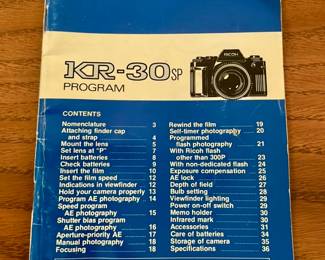 KR-30SP
PROGRAM
RICOH
CONTENTS
Nomenclature 3
Attaching finder cap
and strap 4
Mount the lens 5
Set lens at "P" 7
Insert batteries 8
Check batteries 9
Insert the film 10
Set the film speed 12
Indications in viewfinder 12
Hold your camera properly 13
Program AE photography 14
Speed program
AE photography 15
Shutter bias program
AE photography 16
Aperture-priority AE 17
Manual photography 18
Focusing 18
Rewind the film 19
Self-timer photography 20
Programmed
flash photography 21
With Ricoh flash
other than 300P 23
With non-dedicated flash 24
Exposure compensation 25
AE lock 26
Depth of field 27
Bulb setting 28
Viewfinder lighting 29
Power on-off switch 29
Memo holder 30
Infrared mark 30
Accessories 31
Care of batteries 34
Storage of camera 35
Specifications 36